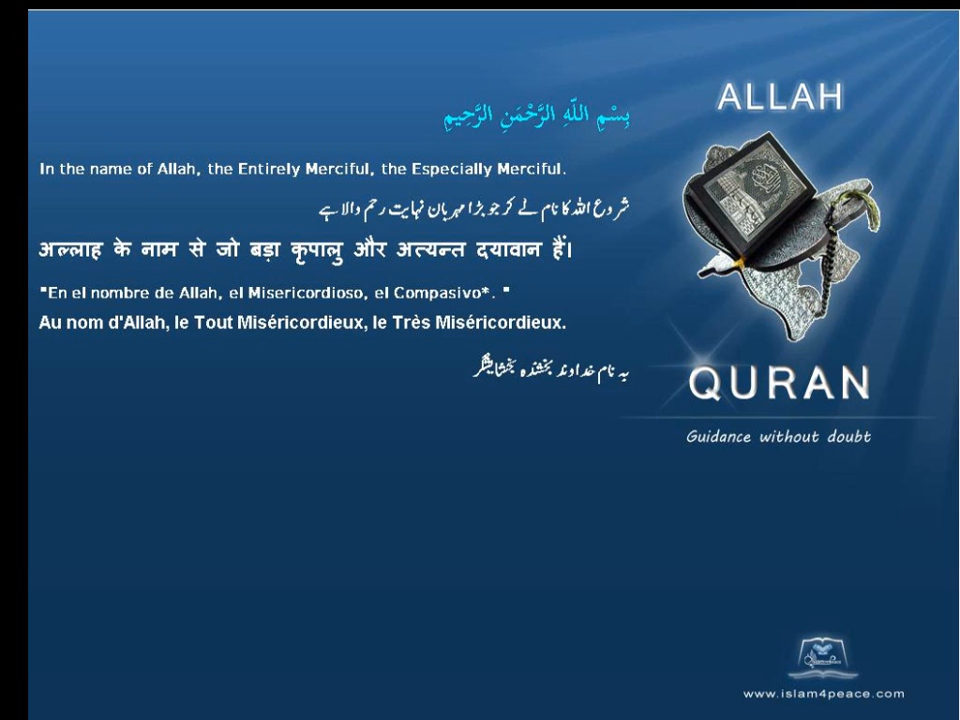 بِسْمِ اللَّهِ الرَّحْمَنِ الرَّحِيمِ
In the name of Allah, the Entirely Merciful, the Especially Merciful.
شروع الله کا نام لے کر جو بڑا مہربان نہایت رحم والا ہے
अल्लाह के नाम से जो बड़ा कृपालु और अत्यन्त दयावान हैं।
"En el nombre de Allah, el Misericordioso, el Compasivo*. "
Au nom d'Allah, le Tout Miséricordieux, le Très Miséricordieux.
به نام خداوند بخشنده بخشایشگر
ALLAH
QURAN
Guidance without doubt
www.islam4peace.com